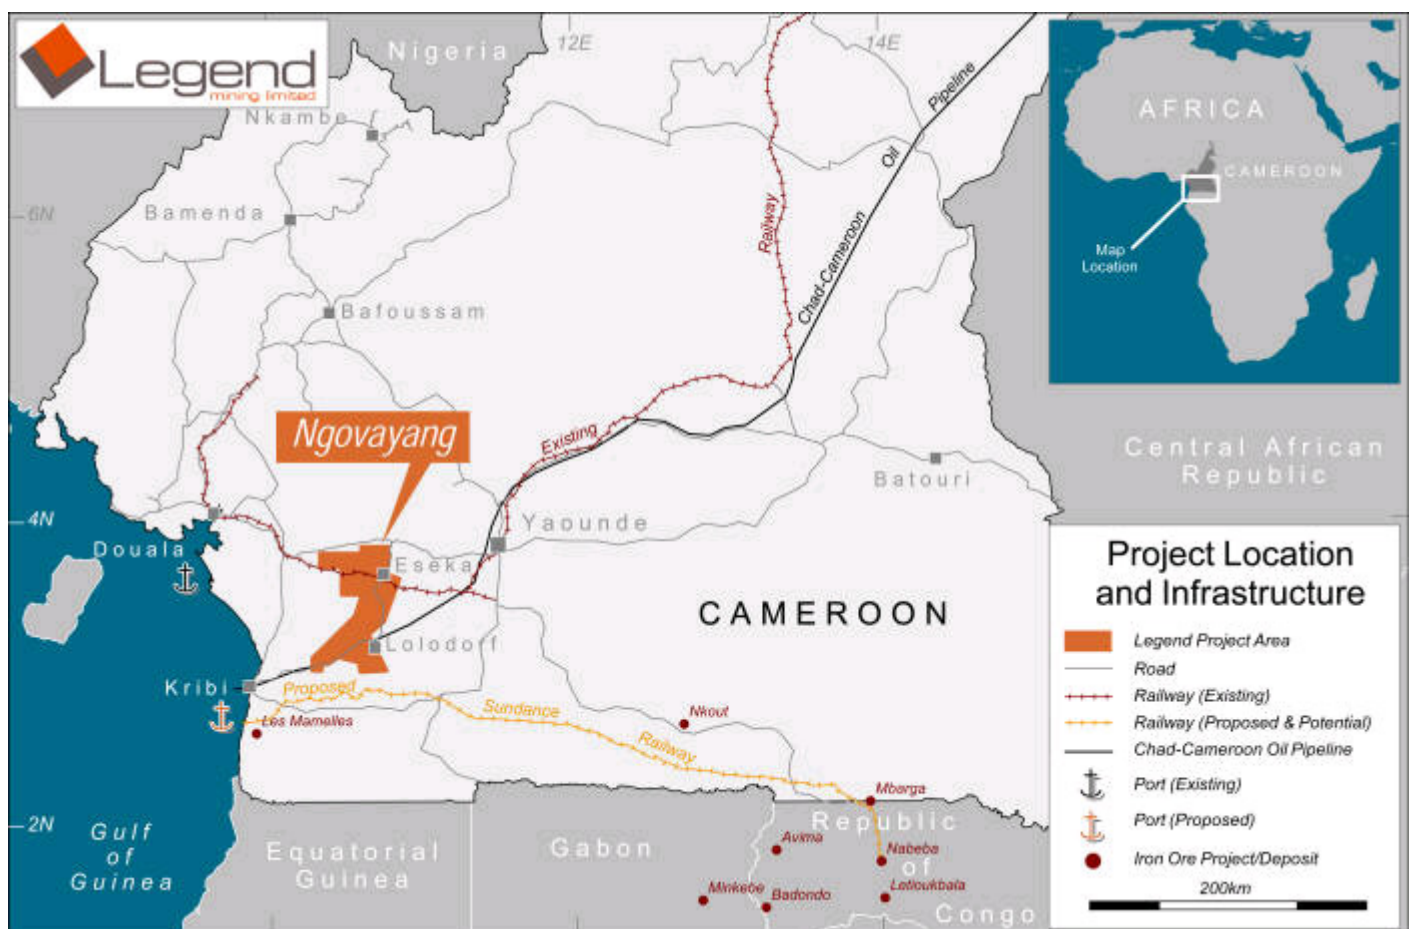 Legend
mining limited
Nigeria
12E
14E
Nkambe
Bamenda
6N
Bafoussam
Railway
Chad-Cameroon
Oil
Pipeline
AFRICA
CAMEROON
Map
Location
Ngovayang
Existing
Batouri
Central African
Republic
4N
Douala
Yaounde
Eseka
CAMEROON
Lolodorf
Kribi
Proposed
Sundance
Railway
Les Mamelles
Nkout
Mbarga
2N
Gulf
of
Guinea
Equatorial
Guinea
Gabon
Republic
of
Congo
Avima
Nabeba
Minkebe
Badondo
Letioukbala
Project Location
and Infrastructure
Legend Project Area
Road
Railway (Existing)
Railway (Proposed & Potential)
Chad-Cameroon Oil Pipeline
Port (Existing)
Port (Proposed)
Iron Ore Project/Deposit
200km